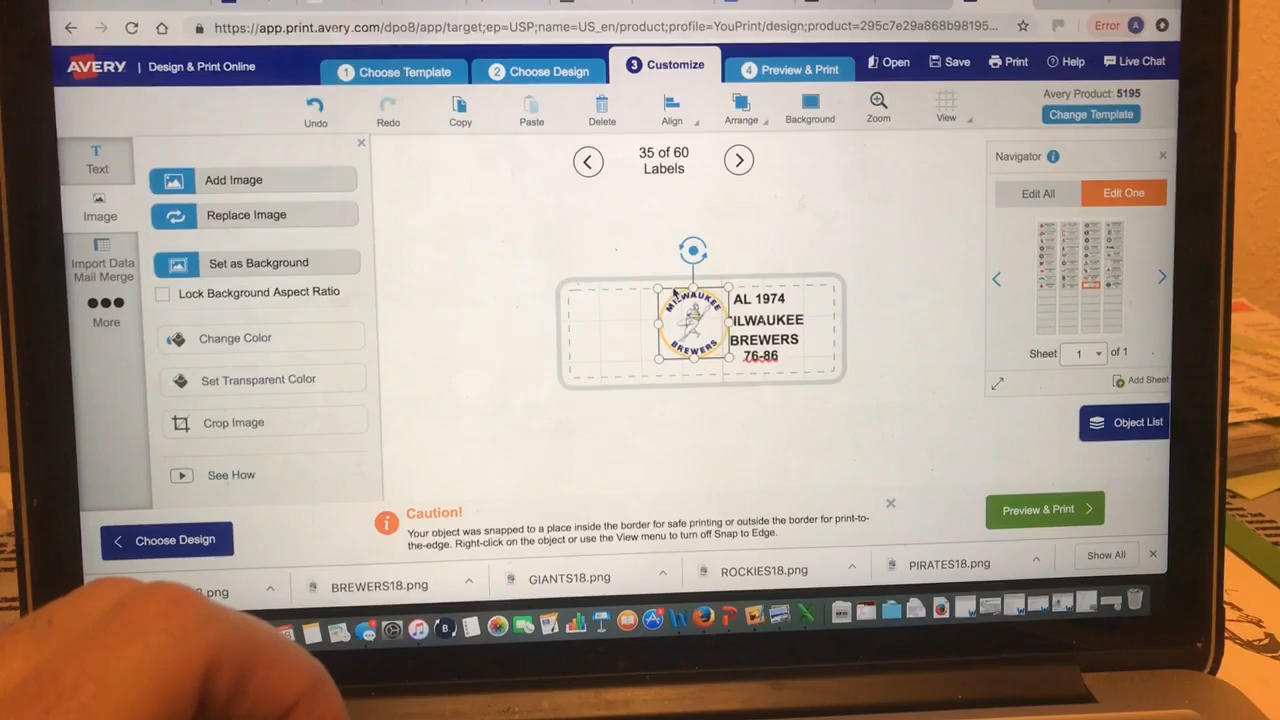 https://app.print.avery.com/dpo8/app/target;ep=USP;name=US_en/product;profile=YouPrint/design;product=295c7e29a868b98195...
Error A
AVERY | Design & Print Online
1 Choose Template
2 Choose Design
3 Customize
4 Preview & Print
Open
Save
Print
Help
Live Chat
Undo
Redo
Copy
Paste
Delete
Align
Arrange
Background
Zoom
View
Avery Product: 5195
Change Template
Text
Image
Import Data
Mail Merge
More
Add Image
Replace Image
Set as Background
Lock Background Aspect Ratio
Change Color
Set Transparent Color
Crop Image
See How
35 of 60
Labels
MILWAUKEE
BREWERS
AL 1974
ILWAUKEE
BREWERS
76-86
Navigator
Edit All
Edit One
Sheet 1 of 1
Add Sheet
Object List
Caution!
Your object was snapped to a place inside the border for safe printing or outside the border for print-to-
the-edge. Right-click on the object or use the View menu to turn off Snap to Edge.
Choose Design
Preview & Print
.png
BREWERS18.png
GIANTS18.png
ROCKIES18.png
PIRATES18.png
Show All